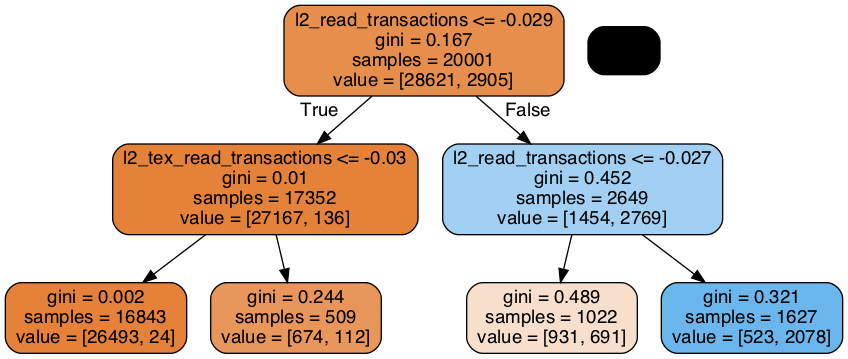 l2_read_transactions <= -0.029
gini = 0.167
samples = 20001
value = [28621, 2905]
True
False
l2_tex_read_transactions <= -0.03
gini = 0.01
samples = 17352
value = [27167, 136]
l2_read_transactions <= -0.027
gini = 0.452
samples = 2649
value = [1454, 2769]
gini = 0.002
samples = 16843
value = [26493, 24]
gini = 0.244
samples = 509
value = [674, 112]
gini = 0.489
samples = 1022
value = [931, 691]
gini = 0.321
samples = 1627
value = [523, 2078]